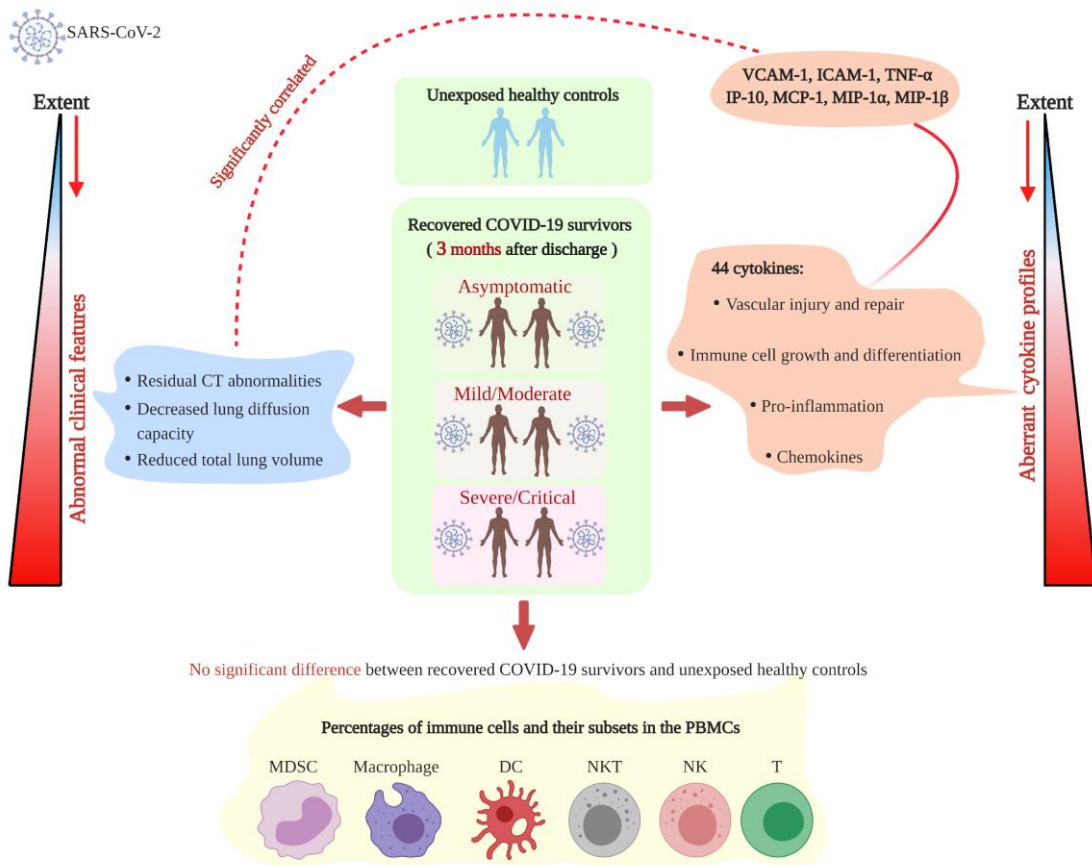 SARS-CoV-2
Extent
Abnormal clinical features
Significantly correlated
VCAM-1, ICAM-1, TNF-α
IP-10, MCP-1, MIP-1α, MIP-1β
Extent
Aberrant cytokine profiles
Unexposed healthy controls
Recovered COVID-19 survivors
( 3 months after discharge )
Asymptomatic
Mild/Moderate
Severe/Critical
• Residual CT abnormalities
• Decreased lung diffusion
capacity
• Reduced total lung volume
44 cytokines:
• Vascular injury and repair
• Immune cell growth and differentiation
• Pro-inflammation
• Chemokines
No significant difference between recovered COVID-19 survivors and unexposed healthy controls
Percentages of immune cells and their subsets in the PBMCs
MDSC Macrophage DC NKT NK T